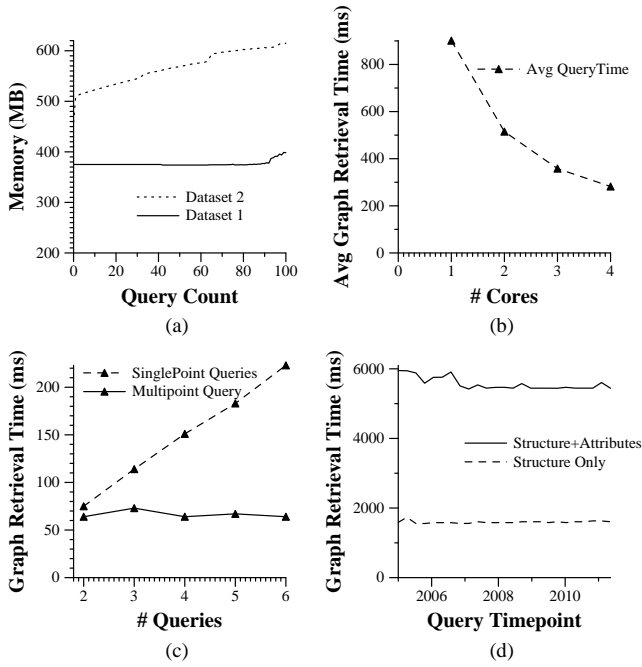 Memory (MB)
600
500
400
300
200
0
20
40
60
80
100
Dataset 2
Dataset 1
Query Count
(a)
Avg Graph Retrieval Time (ms)
800
600
400
200
0
0
1
2
3
4
Avg QueryTime
# Cores
(b)
Graph Retrieval Time (ms)
200
150
100
50
0
2
3
4
5
6
SinglePoint Queries
Multipoint Query
# Queries
(c)
Graph Retrieval Time (ms)
6000
4000
2000
0
2006
2008
2010
Structure+Attributes
Structure Only
Query Timepoint
(d)